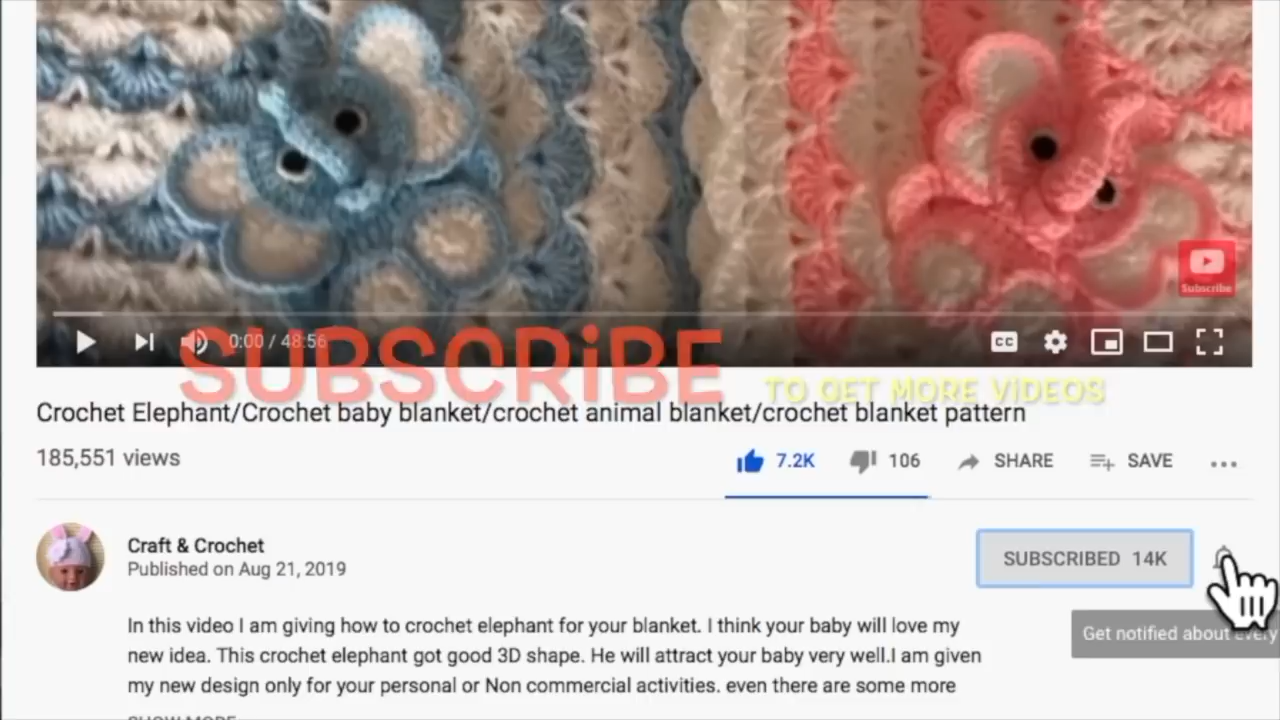 Subscribe
0:00 / 48:56
CC
SUBSCRiBE TO GET MORE ViDEOS
Crochet Elephant/Crochet baby blanket/crochet animal blanket/crochet blanket pattern
185,551 views
7.2K 106 SHARE SAVE
Craft & Crochet
Published on Aug 21, 2019
SUBSCRIBED 14K
Get notified about every
In this video I am giving how to crochet elephant for your blanket. I think your baby will love my
new idea. This crochet elephant got good 3D shape. He will attract your baby very well.I am given
my new design only for your personal or Non commercial activities. even there are some more
SHOW MORE